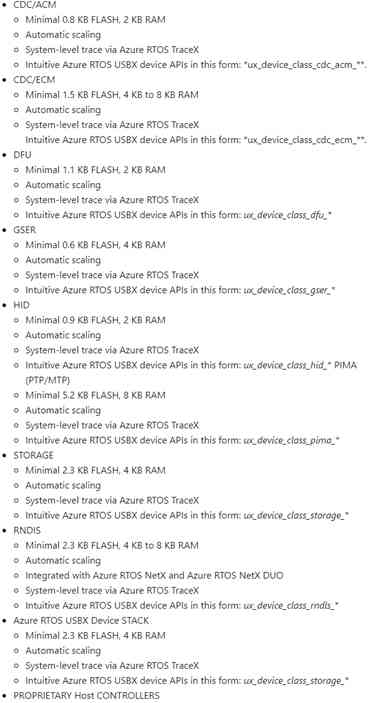 CDC/ACM
Minimal 0.8 KB FLASH, 2 KB RAM
Automatic scaling
System-level trace via Azure RTOS TraceX
Intuitive Azure RTOS USBX device APIs in this form: *ux_device_class_cdc_acm_**.
CDC/ECM
Minimal 1.5 KB FLASH, 4 KB to 8 KB RAM
Automatic scaling
System-level trace via Azure RTOS TraceX
Intuitive Azure RTOS USBX device APIs in this form: *ux_device_class_cdc_ecm_**.
DFU
Minimal 1.1 KB FLASH, 2 KB RAM
Automatic scaling
System-level trace via Azure RTOS TraceX
Intuitive Azure RTOS USBX device APIs in this form: ux_device_class_dfu_*
GSER
Minimal 0.6 KB FLASH, 4 KB RAM
Automatic scaling
System-level trace via Azure RTOS TraceX
Intuitive Azure RTOS USBX device APIs in this form: ux_device_class_gser_*
HID
Minimal 0.9 KB FLASH, 2 KB RAM
Automatic scaling
System-level trace via Azure RTOS TraceX
Intuitive Azure RTOS USBX device APIs in this form: ux_device_class_hid_* PIMA
(PTP/MTP)
Minimal 5.2 KB FLASH, 8 KB RAM
Automatic scaling
System-level trace via Azure RTOS TraceX
Intuitive Azure RTOS USBX device APIs in this form: ux_device_class_pima_*
STORAGE
Minimal 2.3 KB FLASH, 4 KB RAM
Automatic scaling
System-level trace via Azure RTOS TraceX
Intuitive Azure RTOS USBX device APIs in this form: ux_device_class_storage_*
RNDIS
Minimal 2.3 KB FLASH, 4 KB to 8 KB RAM
Automatic scaling
Integrated with Azure RTOS NetX and Azure RTOS NetX DUO
System-level trace via Azure RTOS TraceX
Intuitive Azure RTOS USBX device APIs in this form: ux_device_class_rndis_*
Azure RTOS USBX Device STACK
Minimal 2.3 KB FLASH, 4 KB RAM
Automatic scaling
System-level trace via Azure RTOS TraceX
Intuitive Azure RTOS USBX device APIs in this form: ux_device_class_storage_*
PROPRIETARY Host CONTROLLERS